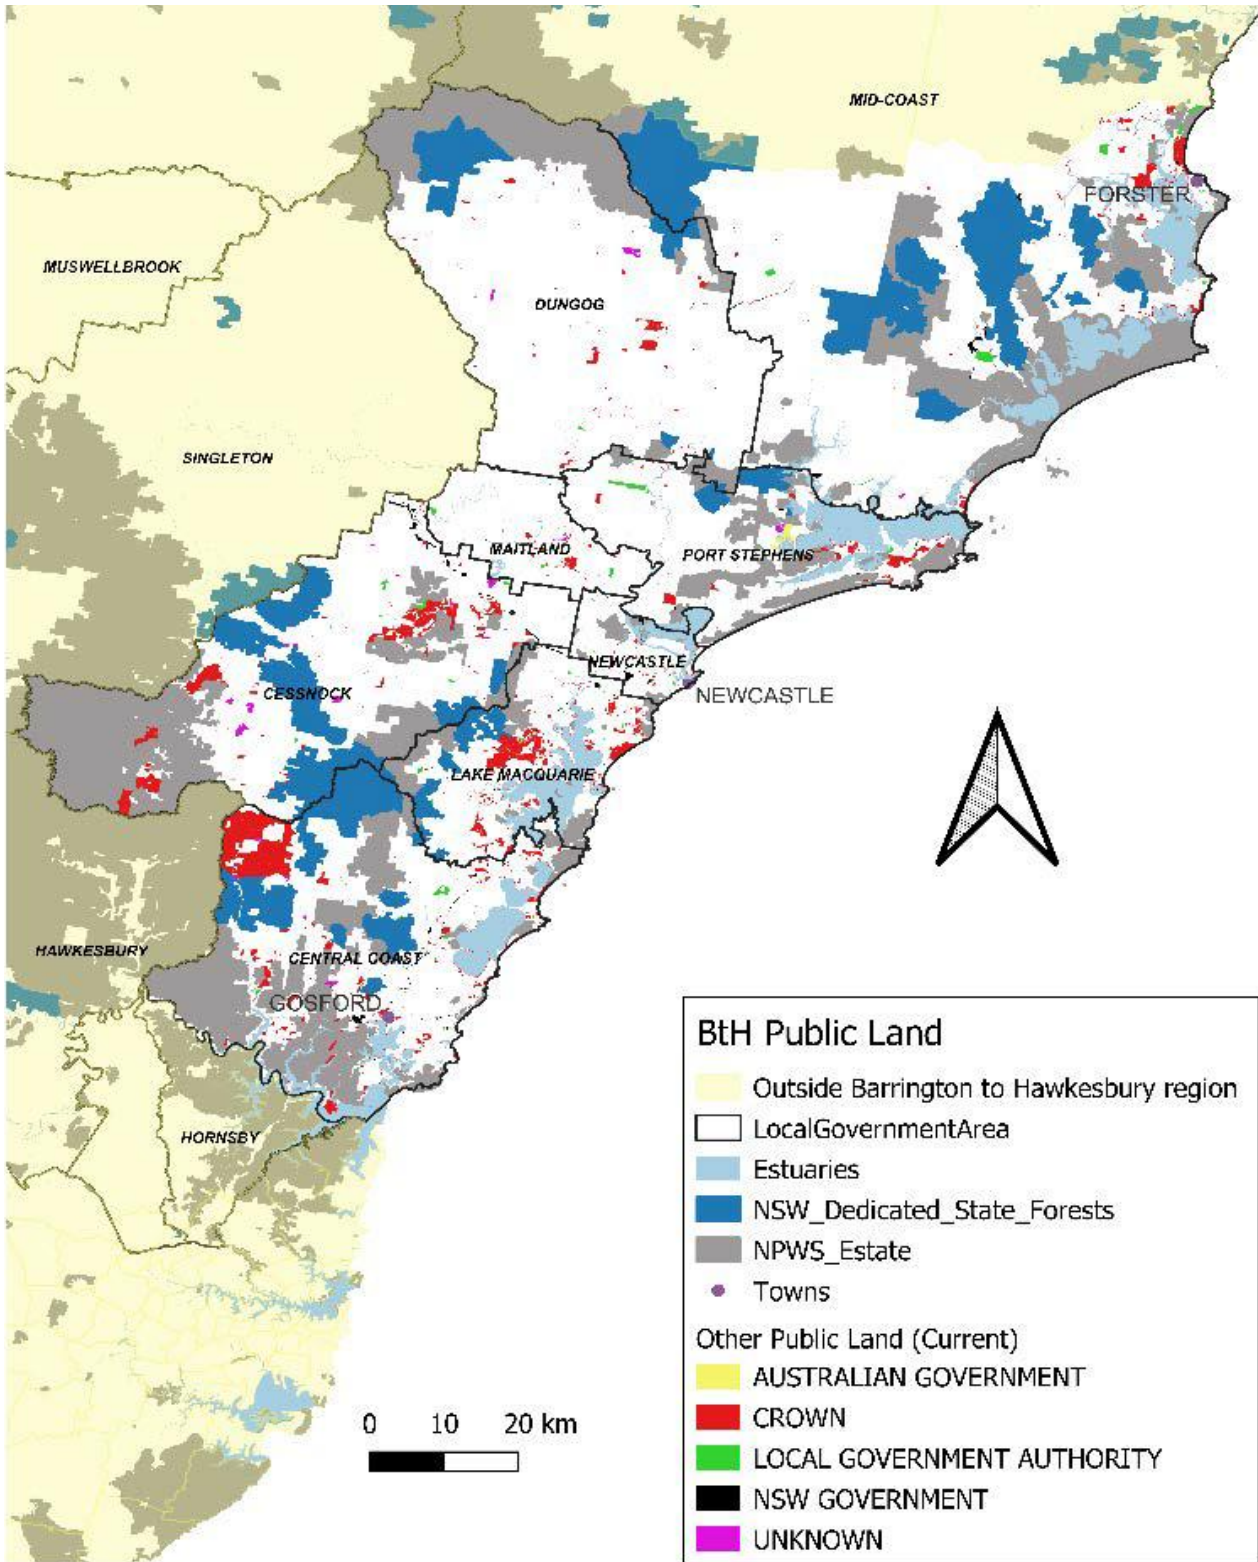 MID-COAST
FORSTER
MUSWELLBROOK
DUNGOG
SINGLETON
MAITLAND
PORT STEPHENS
NEWCASTLE
CESSNOCK
NEWCASTLE
LAKE MACQUARIE
HAWKESBURY
CENTRAL COAST
GOSFORD
HORNSBY
0 10 20 km
BtH Public Land
Outside Barrington to Hawkesbury region
LocalGovernmentArea
Estuaries
NSW_Dedicated_State_Forests
NPWS_Estate
Towns
Other Public Land (Current)
AUSTRALIAN GOVERNMENT
CROWN
LOCAL GOVERNMENT AUTHORITY
NSW GOVERNMENT
UNKNOWN